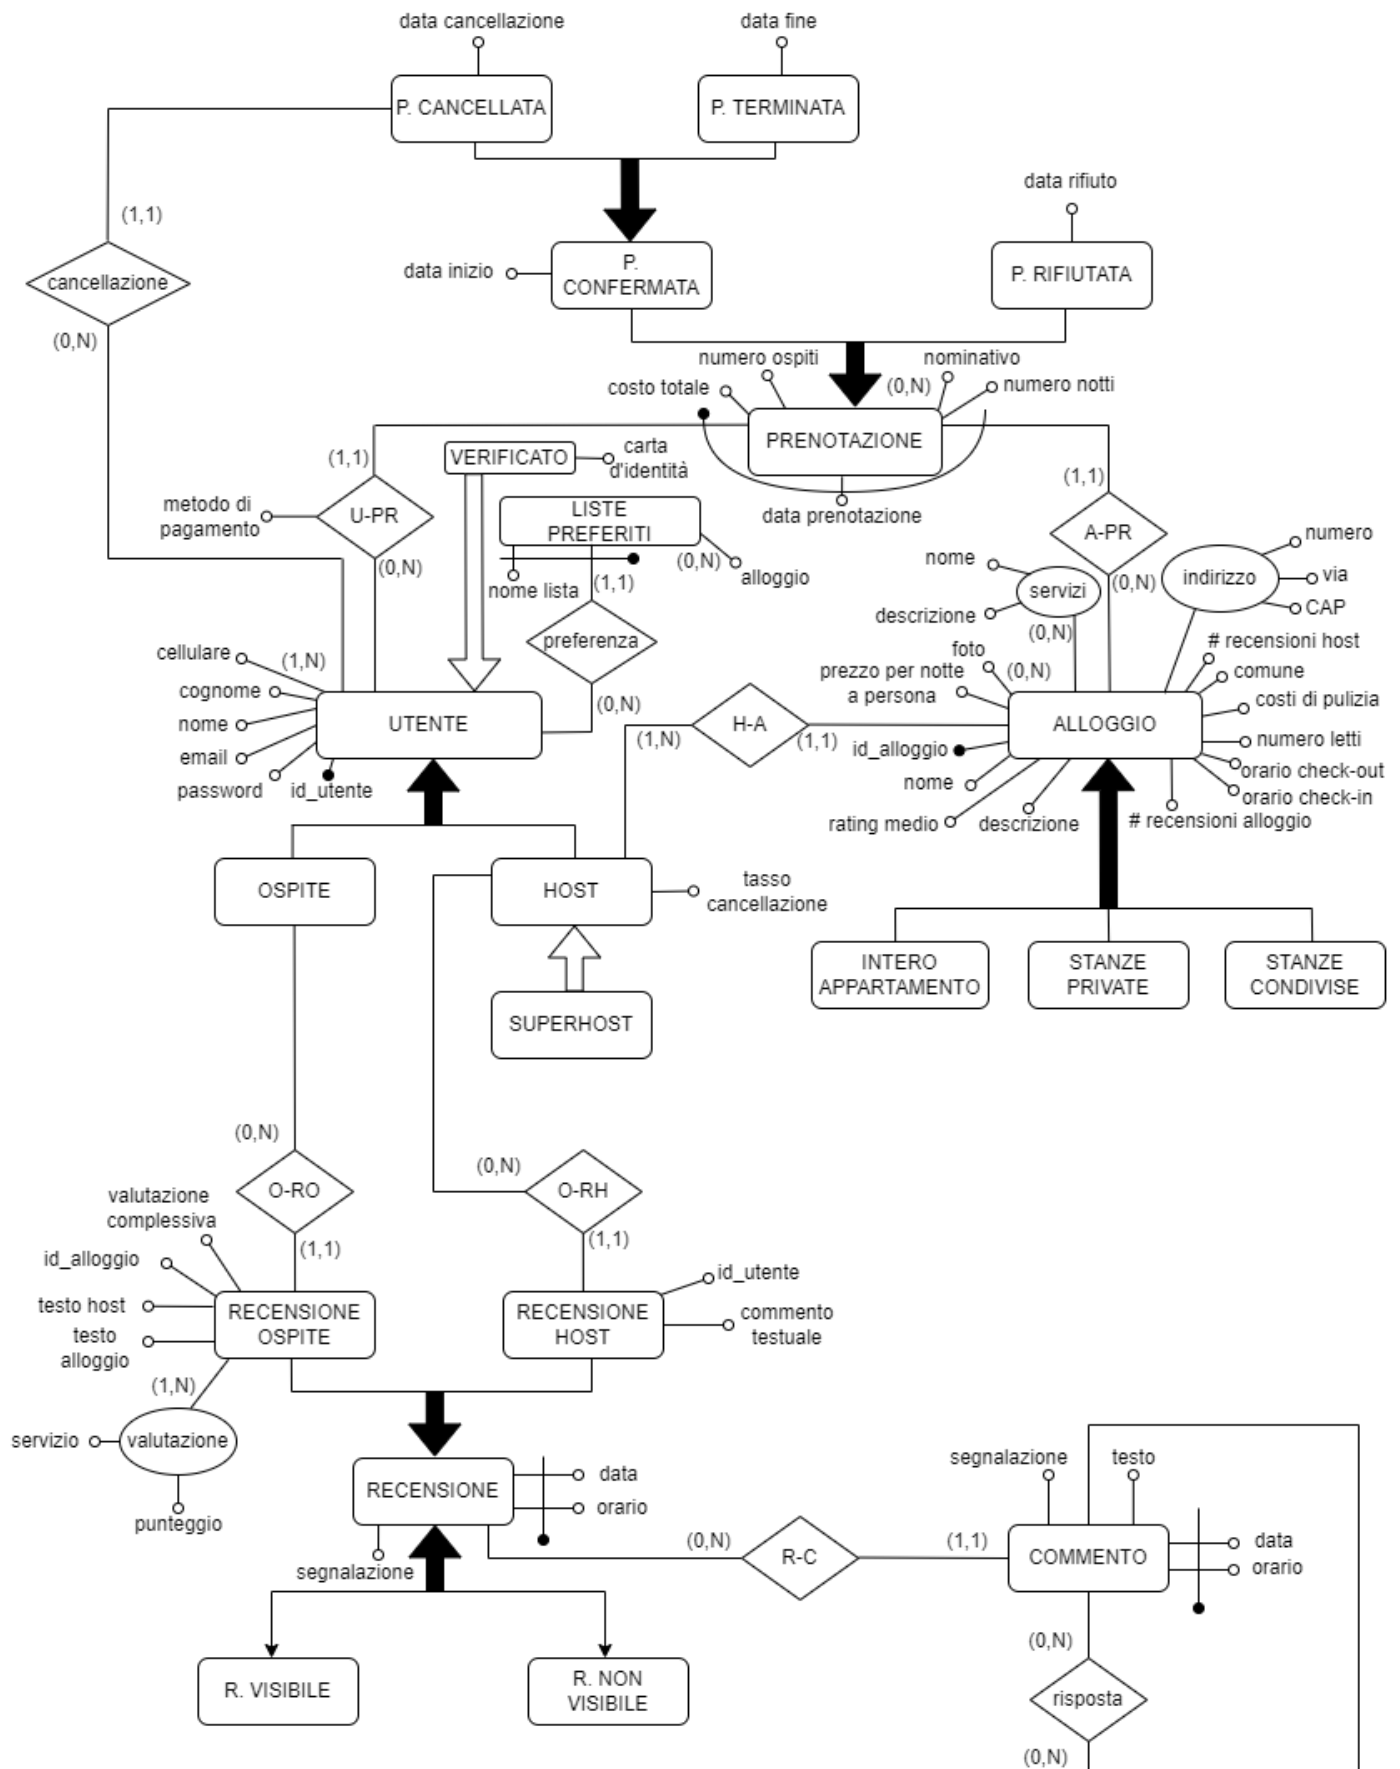 data cancellazione
data fine
P. CANCELLATA
P. TERMINATA
data rifiuto
(1,1)
cancellazione
(0,N)
data inizio
P.
CONFERMATA
P. RIFIUTATA
numero ospiti
nominativo
costo totale
(0,N)
numero notti
PRENOTAZIONE
data prenotazione
(1,1)
metodo di
pagamento
U-PR
(0,N)
VERIFICATO
carta
d'identità
LISTE
PREFERITI
(0,N)
alloggio
nome lista
(1,1)
preferenza
(0,N)
(1,1)
A-PR
(0,N)
nome
servizi
descrizione
(0,N)
indirizzo
numero
via
CAP
cellulare
(1,N)
cognome
nome
email
password
id_utente
UTENTE
foto
(0,N)
prezzo per notte
a persona
# recensioni host
comune
costi di pulizia
numero letti
orario check-out
orario check-in
# recensioni alloggio
id_alloggio
nome
rating medio
descrizione
ALLOGGIO
(1,N)
H-A
(1,1)
OSPITE
HOST
tasso
cancellazione
SUPERHOST
INTERO
APPARTAMENTO
STANZE
PRIVATE
STANZE
CONDIVISE
(0,N)
O-RO
(1,1)
(0,N)
O-RH
(1,1)
valutazione
complessiva
id_alloggio
testo host
testo
alloggio
RECENSIONE
OSPITE
(1,N)
servizio
valutazione
punteggio
RECENSIONE
HOST
id_utente
commento
testuale
RECENSIONE
data
orario
segnalazione
(0,N)
R-C
(1,1)
segnalazione
testo
COMMENTO
data
orario
R. VISIBILE
R. NON
VISIBILE
(0,N)
risposta
(0,N)